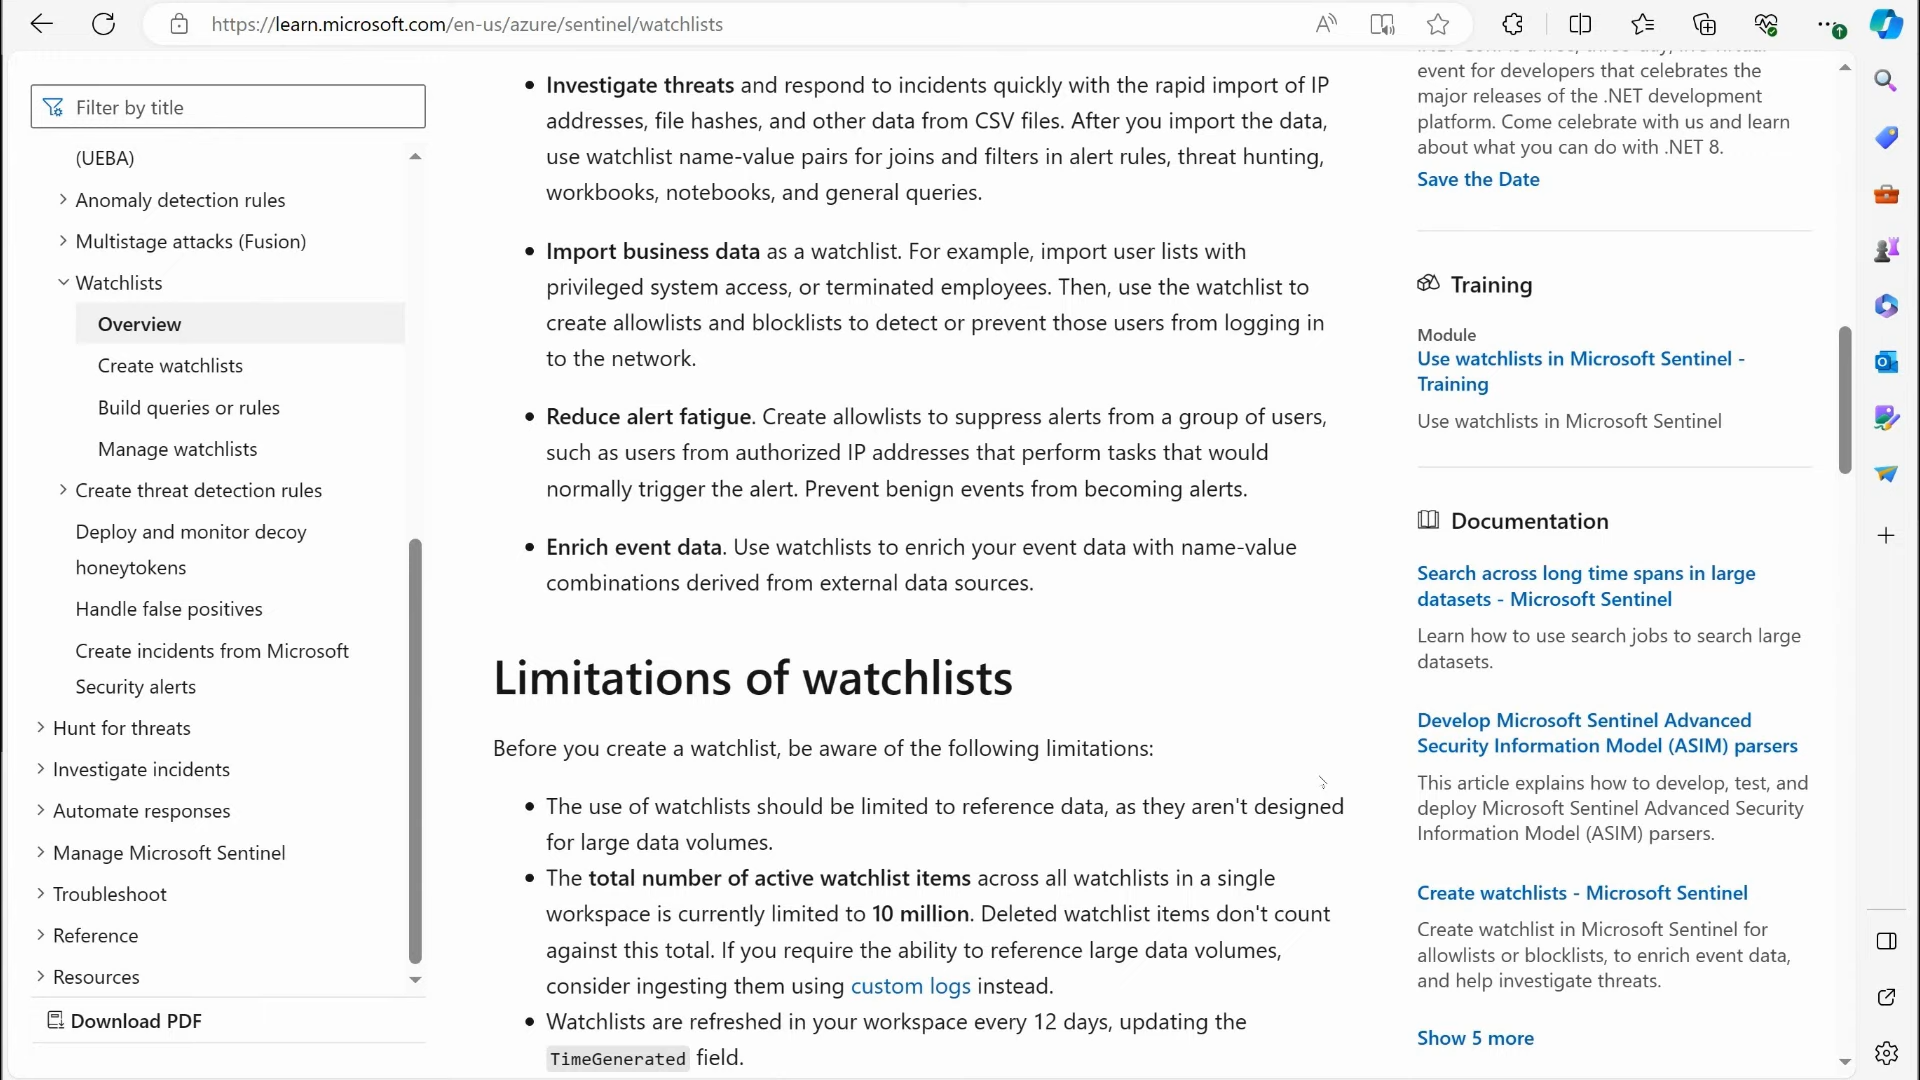 https://learn.microsoft.com/en-us/azure/sentinel/watchlists
Filter by title
(UEBA)
Anomaly detection rules
Multistage attacks (Fusion)
Watchlists
Overview
Create watchlists
Build queries or rules
Manage watchlists
Create threat detection rules
Deploy and monitor decoy
honeytokens
Handle false positives
Create incidents from Microsoft
Security alerts
Hunt for threats
Investigate incidents
Automate responses
Manage Microsoft Sentinel
Troubleshoot
Reference
Resources
Download PDF
• Investigate threats and respond to incidents quickly with the rapid import of IP
addresses, file hashes, and other data from CSV files. After you import the data,
use watchlist name-value pairs for joins and filters in alert rules, threat hunting,
workbooks, notebooks, and general queries.
• Import business data as a watchlist. For example, import user lists with
privileged system access, or terminated employees. Then, use the watchlist to
create allowlists and blocklists to detect or prevent those users from logging in
to the network.
• Reduce alert fatigue. Create allowlists to suppress alerts from a group of users,
such as users from authorized IP addresses that perform tasks that would
normally trigger the alert. Prevent benign events from becoming alerts.
• Enrich event data. Use watchlists to enrich your event data with name-value
combinations derived from external data sources.
Limitations of watchlists
Before you create a watchlist, be aware of the following limitations:
• The use of watchlists should be limited to reference data, as they aren't designed
for large data volumes.
• The total number of active watchlist items across all watchlists in a single
workspace is currently limited to 10 million. Deleted watchlist items don't count
against this total. If you require the ability to reference large data volumes,
consider ingesting them using custom logs instead.
• Watchlists are refreshed in your workspace every 12 days, updating the
TimeGenerated field.
event for developers that celebrates the
major releases of the .NET development
platform. Come celebrate with us and learn
about what you can do with .NET 8.
Save the Date
Training
Module
Use watchlists in Microsoft Sentinel -
Training
Use watchlists in Microsoft Sentinel
Documentation
Search across long time spans in large
datasets - Microsoft Sentinel
Learn how to use search jobs to search large
datasets.
Develop Microsoft Sentinel Advanced
Security Information Model (ASIM) parsers
This article explains how to develop, test, and
deploy Microsoft Sentinel Advanced Security
Information Model (ASIM) parsers.
Create watchlists - Microsoft Sentinel
Create watchlist in Microsoft Sentinel for
allowlists or blocklists, to enrich event data,
and help investigate threats.
Show 5 more